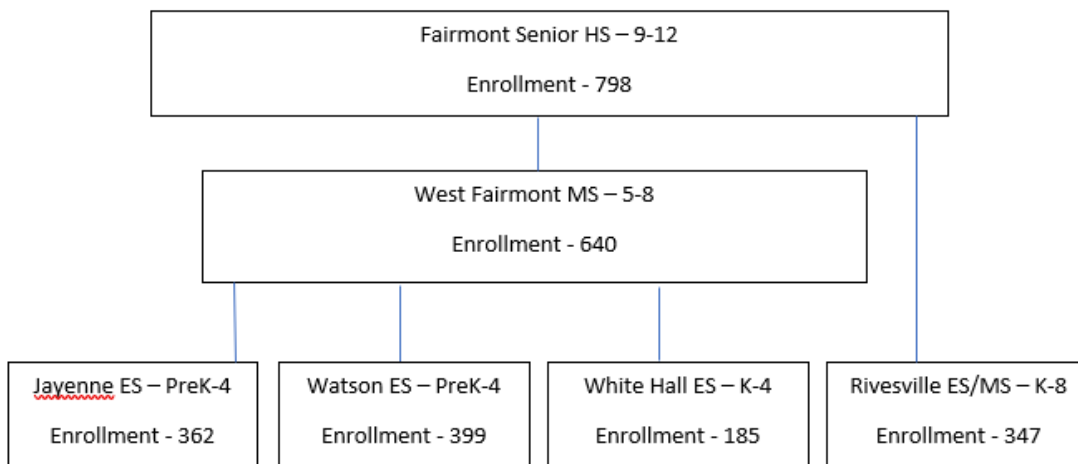 Fairmont Senior HS – 9-12
Enrollment - 798
West Fairmont MS – 5-8
Enrollment - 640
Jayenne ES – PreK-4
Enrollment - 362
Watson ES – PreK-4
Enrollment - 399
White Hall ES – K-4
Enrollment - 185
Rivesville ES/MS – K-8
Enrollment - 347